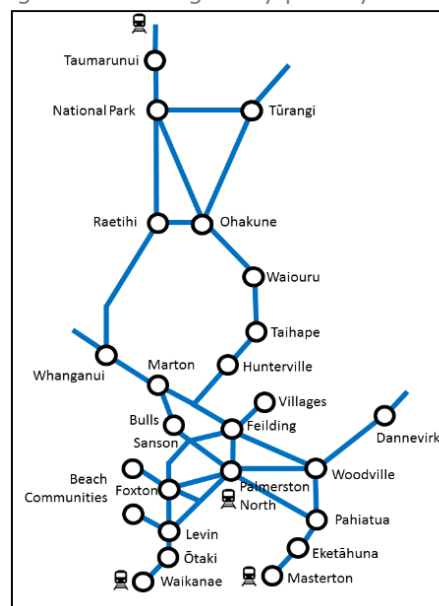 Taumarunui
National Park
Tūrangi
Raetihi
Ohakune
Waiouru
Taihape
Whanganui
Marton
Hunterville
Villages
Bulls
Sanson
Feilding
Dannevirk
Beach
Communities
Foxton
Palmerston
North
Woodville
Pahiatua
Levin
Ōtaki
Eketāhuna
Waikanae
Masterton